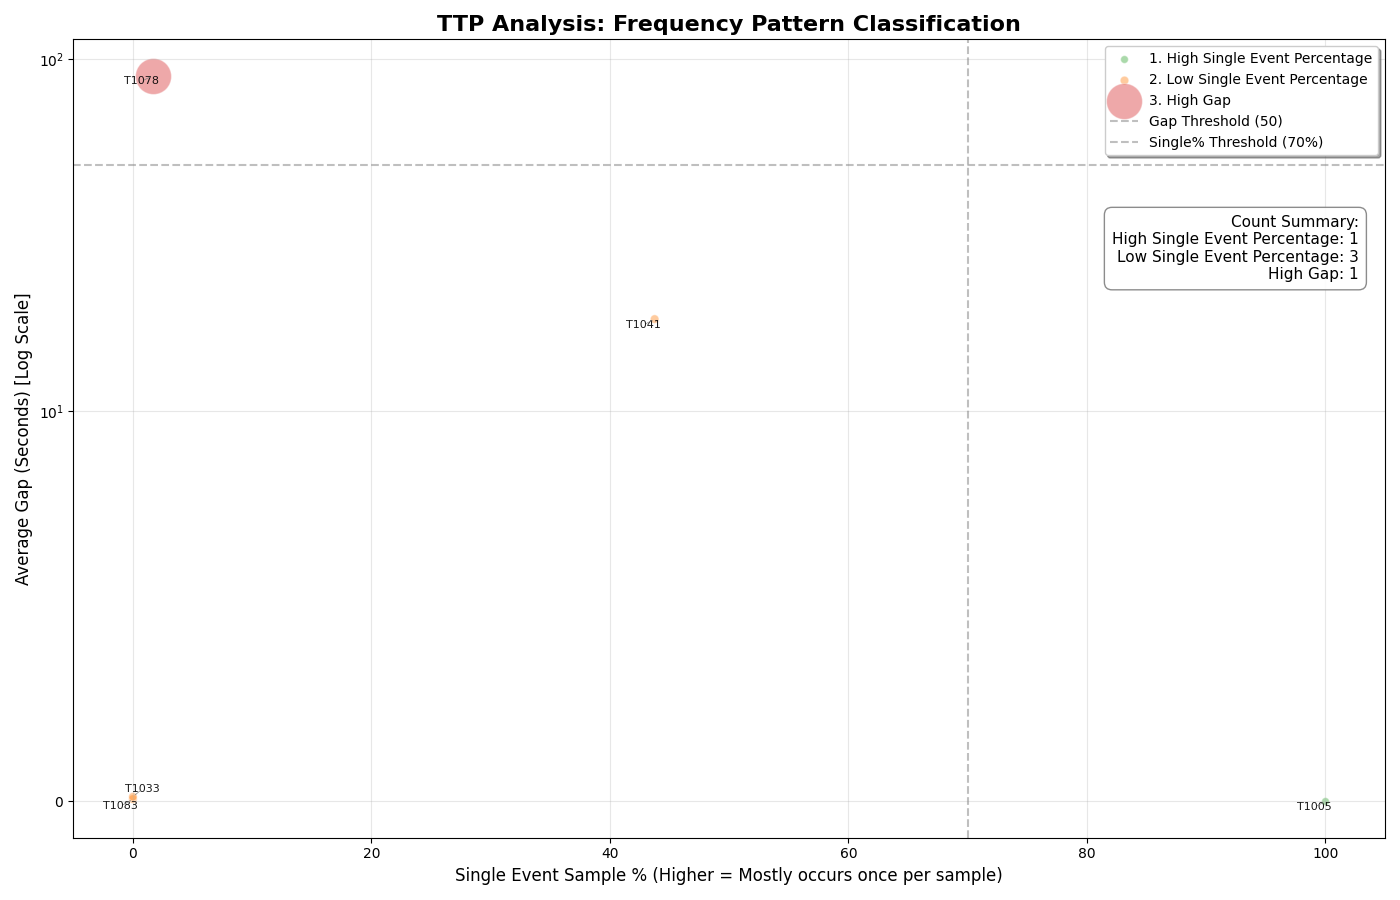 TTP Analysis: Frequency Pattern Classification
1. High Single Event Percentage
2. Low Single Event Percentage
3. High Gap
Gap Threshold (50)
Single% Threshold (70%)
Count Summary:
High Single Event Percentage: 1
Low Single Event Percentage: 3
High Gap: 1
Average Gap (Seconds) [Log Scale]
10²
10¹
0
T1078
T1041
T1033
T1083
T1005
0 20 40 60 80 100
Single Event Sample % (Higher = Mostly occurs once per sample)